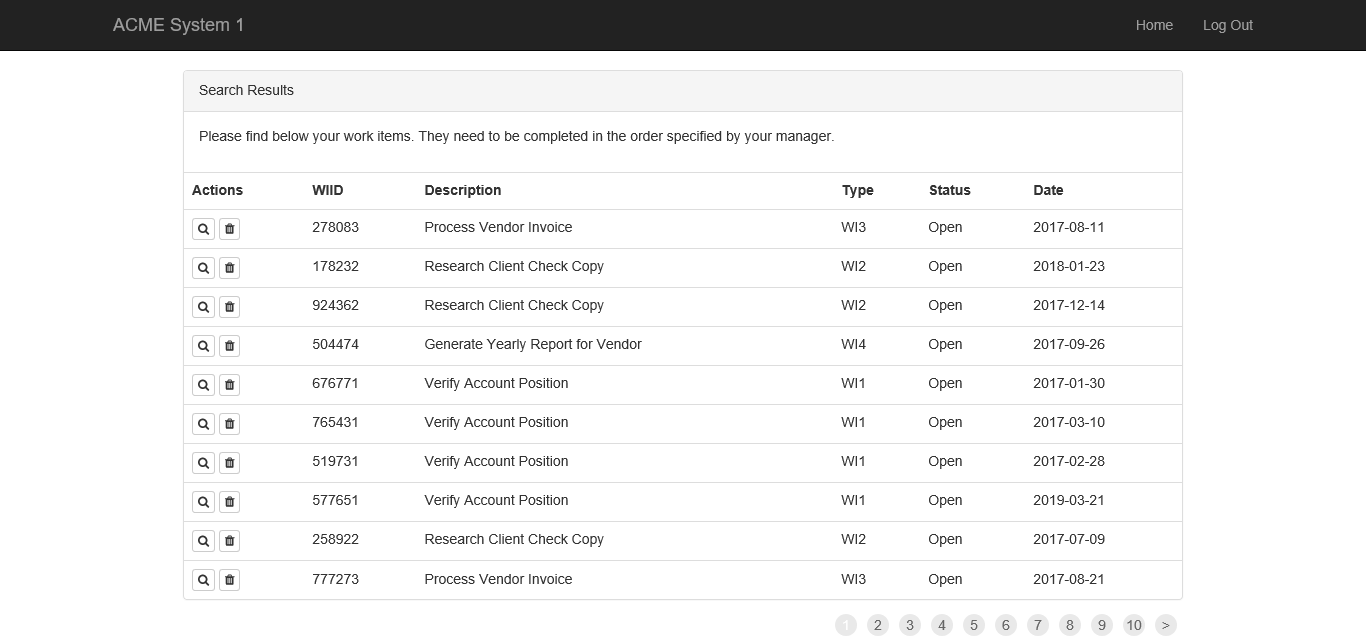 ACME System 1 Home Log Out
Search Results
Please find below your work items. They need to be completed in the order specified by your manager.
Actions WIID Description Type Status Date
278083 Process Vendor Invoice WI3 Open 2017-08-11
178232 Research Client Check Copy WI2 Open 2018-01-23
924362 Research Client Check Copy WI2 Open 2017-12-14
504474 Generate Yearly Report for Vendor WI4 Open 2017-09-26
676771 Verify Account Position WI1 Open 2017-01-30
765431 Verify Account Position WI1 Open 2017-03-10
519731 Verify Account Position WI1 Open 2017-02-28
577651 Verify Account Position WI1 Open 2019-03-21
258922 Research Client Check Copy WI2 Open 2017-07-09
777273 Process Vendor Invoice WI3 Open 2017-08-21
1 2 3 4 5 6 7 8 9 10 >